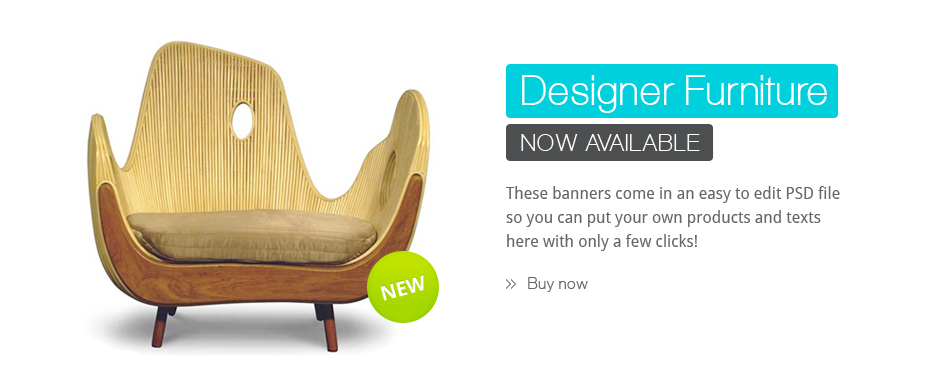 Designer Furniture
NOW AVAILABLE
These banners come in an easy to edit PSD file
so you can put your own products and texts
here with only a few clicks!
» Buy now
NEW